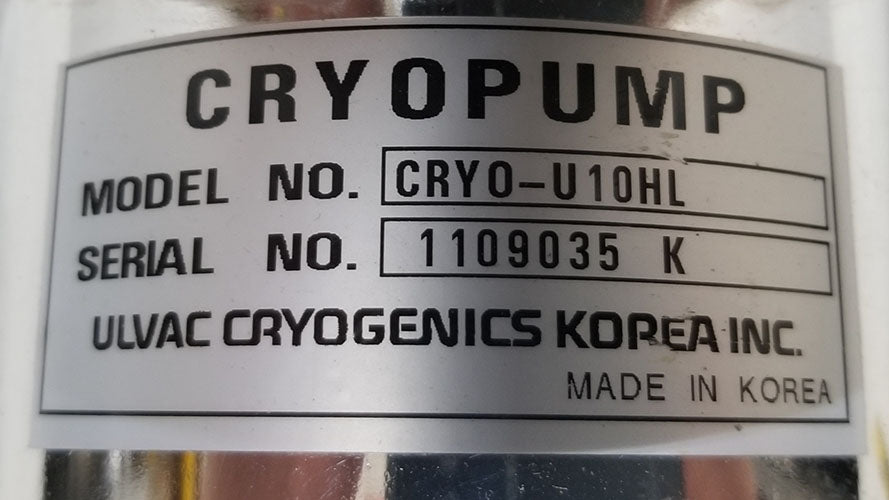 CRYOPUMP
MODEL NO. CRYO-U10HL
SERIAL NO. 1109035 K
ULVAC CRYOGENICS KOREA INC.
MADE IN KOREA